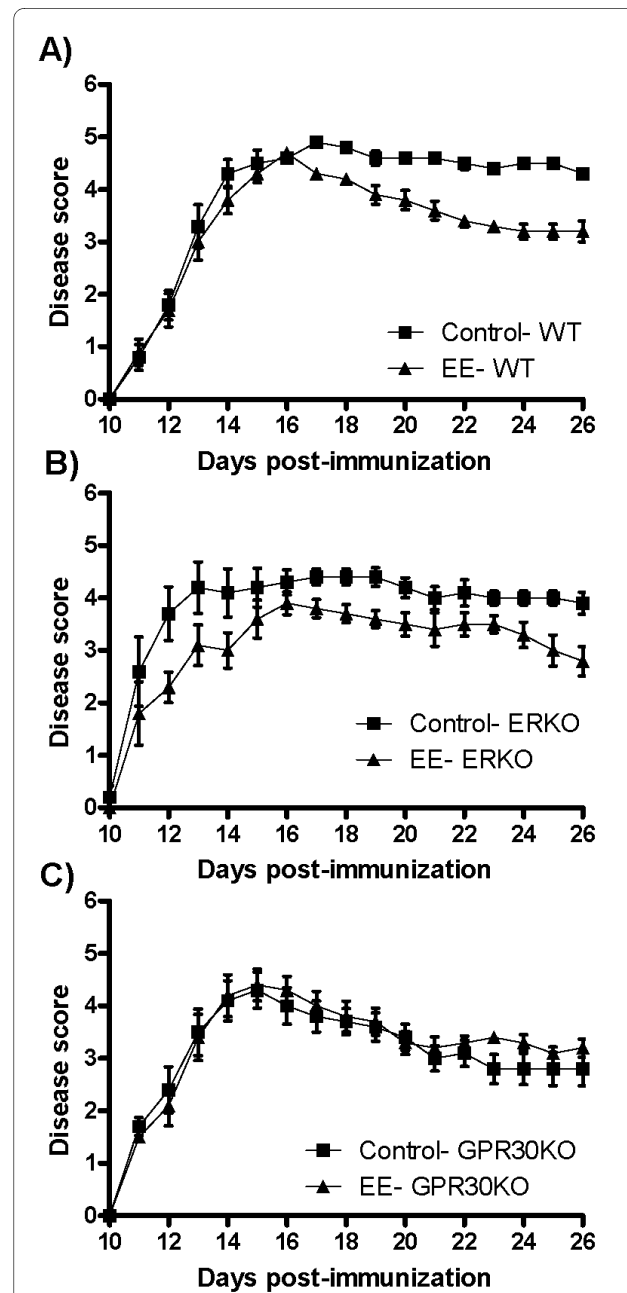 A)
6
5
4
3
2
1
0
Disease score
Control- WT
EE- WT
10 12 14 16 18 20 22 24 26
Days post-immunization
B)
6
5
4
3
2
1
0
Disease score
Control- ERKO
EE- ERKO
10 12 14 16 18 20 22 24 26
Days post-immunization
C)
6
5
4
3
2
1
0
Disease score
Control- GPR30KO
EE- GPR30KO
10 12 14 16 18 20 22 24 26
Days post-immunization